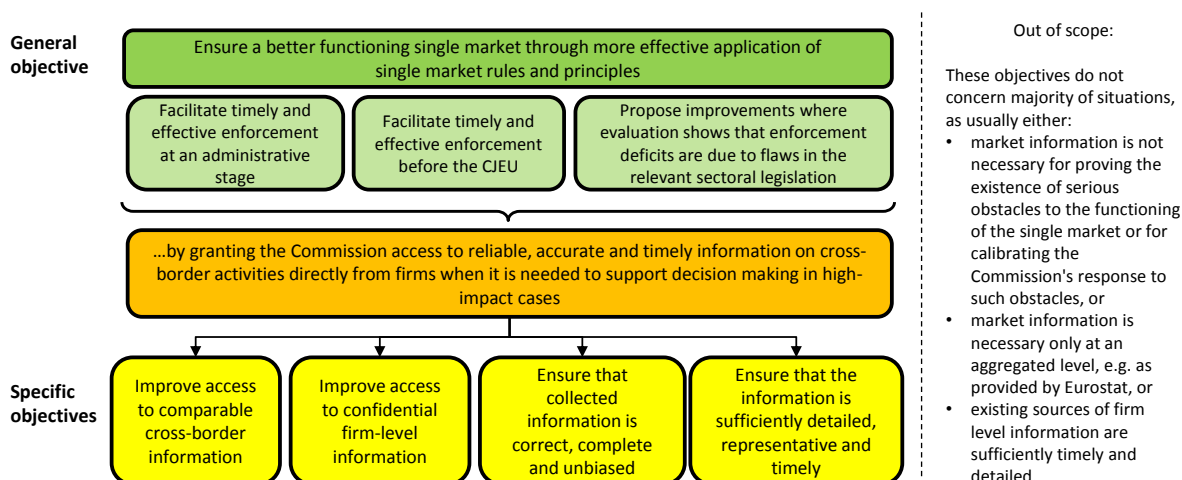 General
objective
Ensure a better functioning single market through more effective application of
single market rules and principles
Facilitate timely and
effective enforcement
at an administrative
stage
Facilitate timely and
effective enforcement
before the CJEU
Propose improvements where
evaluation shows that enforcement
deficits are due to flaws in the
relevant sectoral legislation
...by granting the Commission access to reliable, accurate and timely information on cross-
border activities directly from firms when it is needed to support decision making in high-
impact cases
Specific
objectives
Improve access
to comparable
cross-border
information
Improve access
to confidential
firm-level
information
Ensure that
collected
information is
correct, complete
and unbiased
Ensure that the
information is
sufficiently detailed,
representative and
timely
Out of scope:
These objectives do not
concern majority of situations,
as usually either:
• market information is not
necessary for proving the
existence of serious
obstacles to the functioning
of the single market or for
calibrating the
Commission's response to
such obstacles, or
• market information is
necessary only at an
aggregated level, e.g. as
provided by Eurostat, or
• existing sources of firm
level information are
sufficiently timely and
detailed